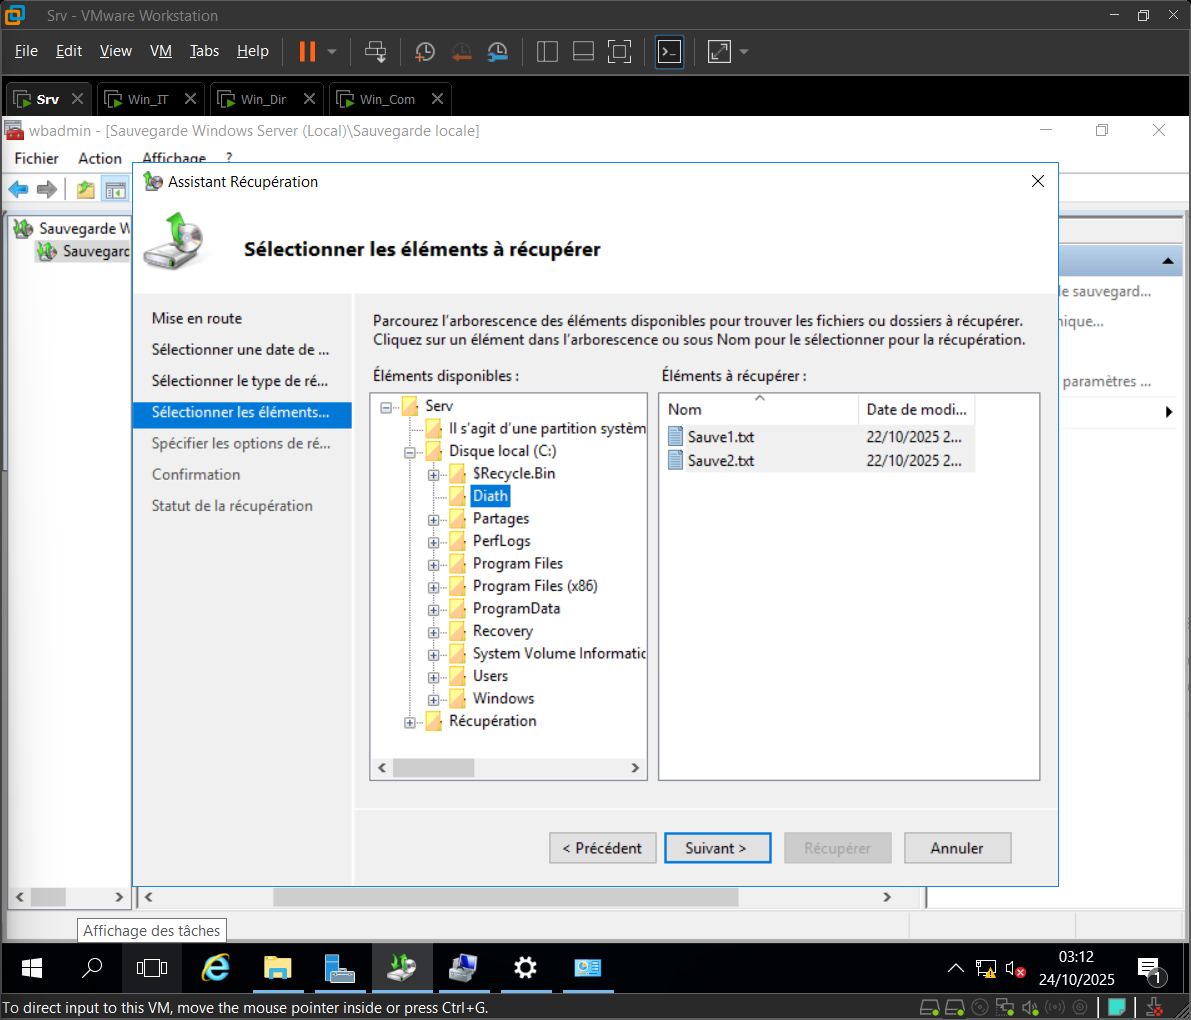 Srv - VMware Workstation
File Edit View VM Tabs Help
Srv Win_IT Win_Dir Win_Com
wbadmin - [Sauvegarde Windows Server (Local)\Sauvegarde locale]
Fichier Action Affichage ?
Assistant Récupération
Sauvegarde W
Sauvegard
Sélectionner les éléments à récupérer
Mise en route
Sélectionner une date de ...
Sélectionner le type de ré...
Sélectionner les éléments...
Spécifier les options de ré...
Confirmation
Statut de la récupération
Parcourez l'arborescence des éléments disponibles pour trouver les fichiers ou dossiers à récupérer.
Cliquez sur un élément dans l'arborescence ou sous Nom pour le sélectionner pour la récupération.
Éléments disponibles :
Serv
Il s'agit d'une partition systèm
Disque local (C:)
$Recycle.Bin
Diath
Partages
PerfLogs
Program Files
Program Files (x86)
ProgramData
Recovery
System Volume Informatic
Users
Windows
Récupération
Éléments à récupérer :
Nom Date de modi...
Sauve1.txt 22/10/2025 2...
Sauve2.txt 22/10/2025 2...
le sauvegard...
nique...
paramètres ...
< Précédent Suivant > Récupérer Annuler
Affichage des tâches
03:12
24/10/2025
1
To direct input to this VM, move the mouse pointer inside or press Ctrl+G.